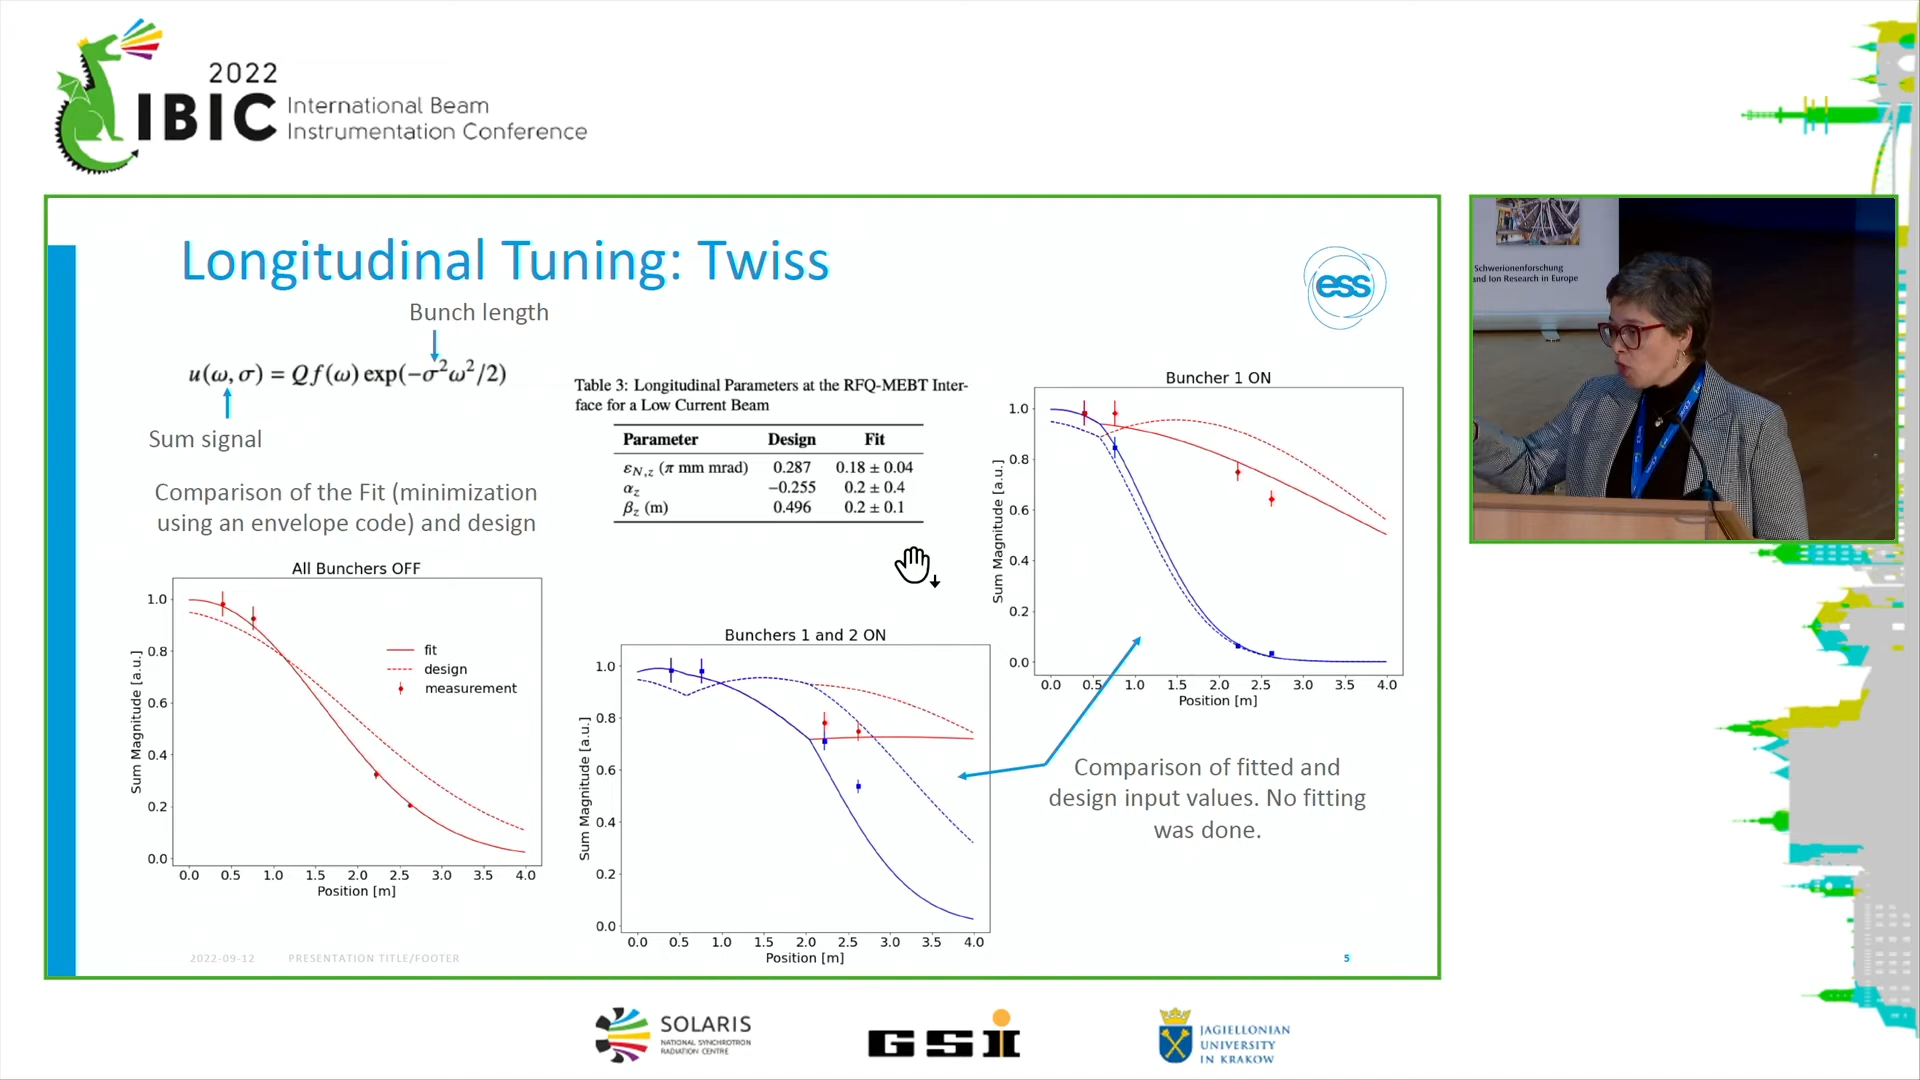 2022
IBIC
International Beam
Instrumentation Conference
Longitudinal Tuning: Twiss
ess
Bunch length
u(ω, σ) = Qf(ω) exp(−σ²ω²/2)
Sum signal
Comparison of the Fit (minimization
using an envelope code) and design
Table 3: Longitudinal Parameters at the RFQ-MEBT Inter-
face for a Low Current Beam
Parameter Design Fit
εN,z (π mm mrad) 0.287 0.18 ± 0.04
αz −0.255 0.2 ± 0.4
βz (m) 0.496 0.2 ± 0.1
Buncher 1 ON
Sum Magnitude [a.u.]
1.0
0.8
0.6
0.4
0.2
0.0
0.0 0.5 1.0 1.5 2.0 2.5 3.0 3.5 4.0
Position [m]
All Bunchers OFF
Sum Magnitude [a.u.]
1.0
0.8
0.6
0.4
0.2
0.0
fit
design
measurement
0.0 0.5 1.0 1.5 2.0 2.5 3.0 3.5 4.0
Position [m]
Bunchers 1 and 2 ON
Sum Magnitude [a.u.]
1.0
0.8
0.6
0.4
0.2
0.0
0.0 0.5 1.0 1.5 2.0 2.5 3.0 3.5 4.0
Position [m]
Comparison of fitted and
design input values. No fitting
was done.
2022-09-12 PRESENTATION TITLE/FOOTER
5
Schwerionenforschung
and Ion Research in Europe
SOLARIS
NATIONAL SYNCHROTRON
RADIATION CENTRE
GSI
JAGIELLONIAN
UNIVERSITY
IN KRAKOW